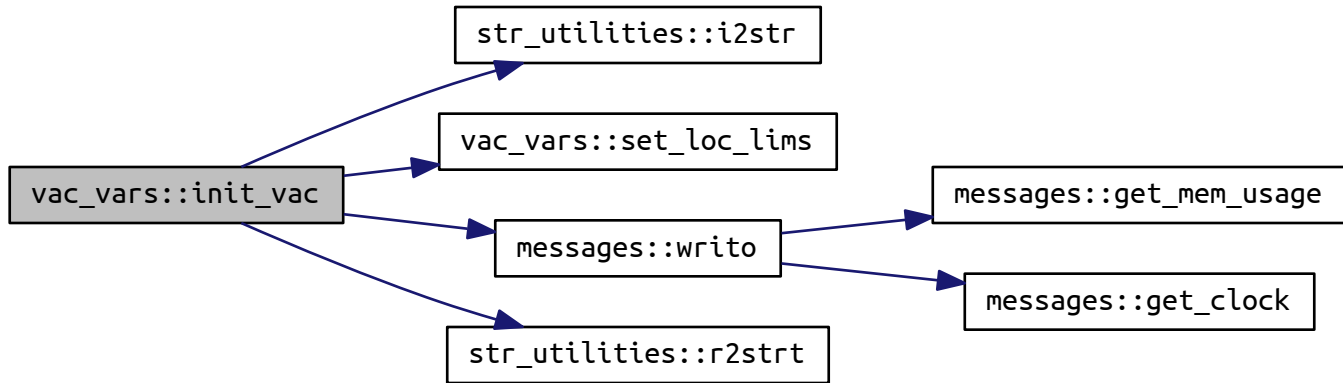 str_utilities::i2str
vac_vars::set_loc_lims
vac_vars::init_vac
messages::get_mem_usage
messages::writo
messages::get_clock
str_utilities::r2strt